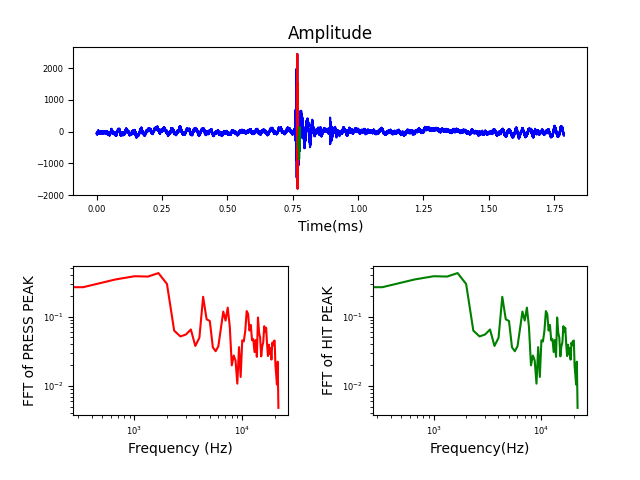 Amplitude
2000
1000
0
−1000
−2000
0.00 0.25 0.50 0.75 1.00 1.25 1.50 1.75
Time(ms)
FFT of PRESS PEAK
10⁻¹
10⁻²
10³ 10⁴
Frequency (Hz)
FFT of HIT PEAK
10⁻¹
10⁻²
10³ 10⁴
Frequency(Hz)